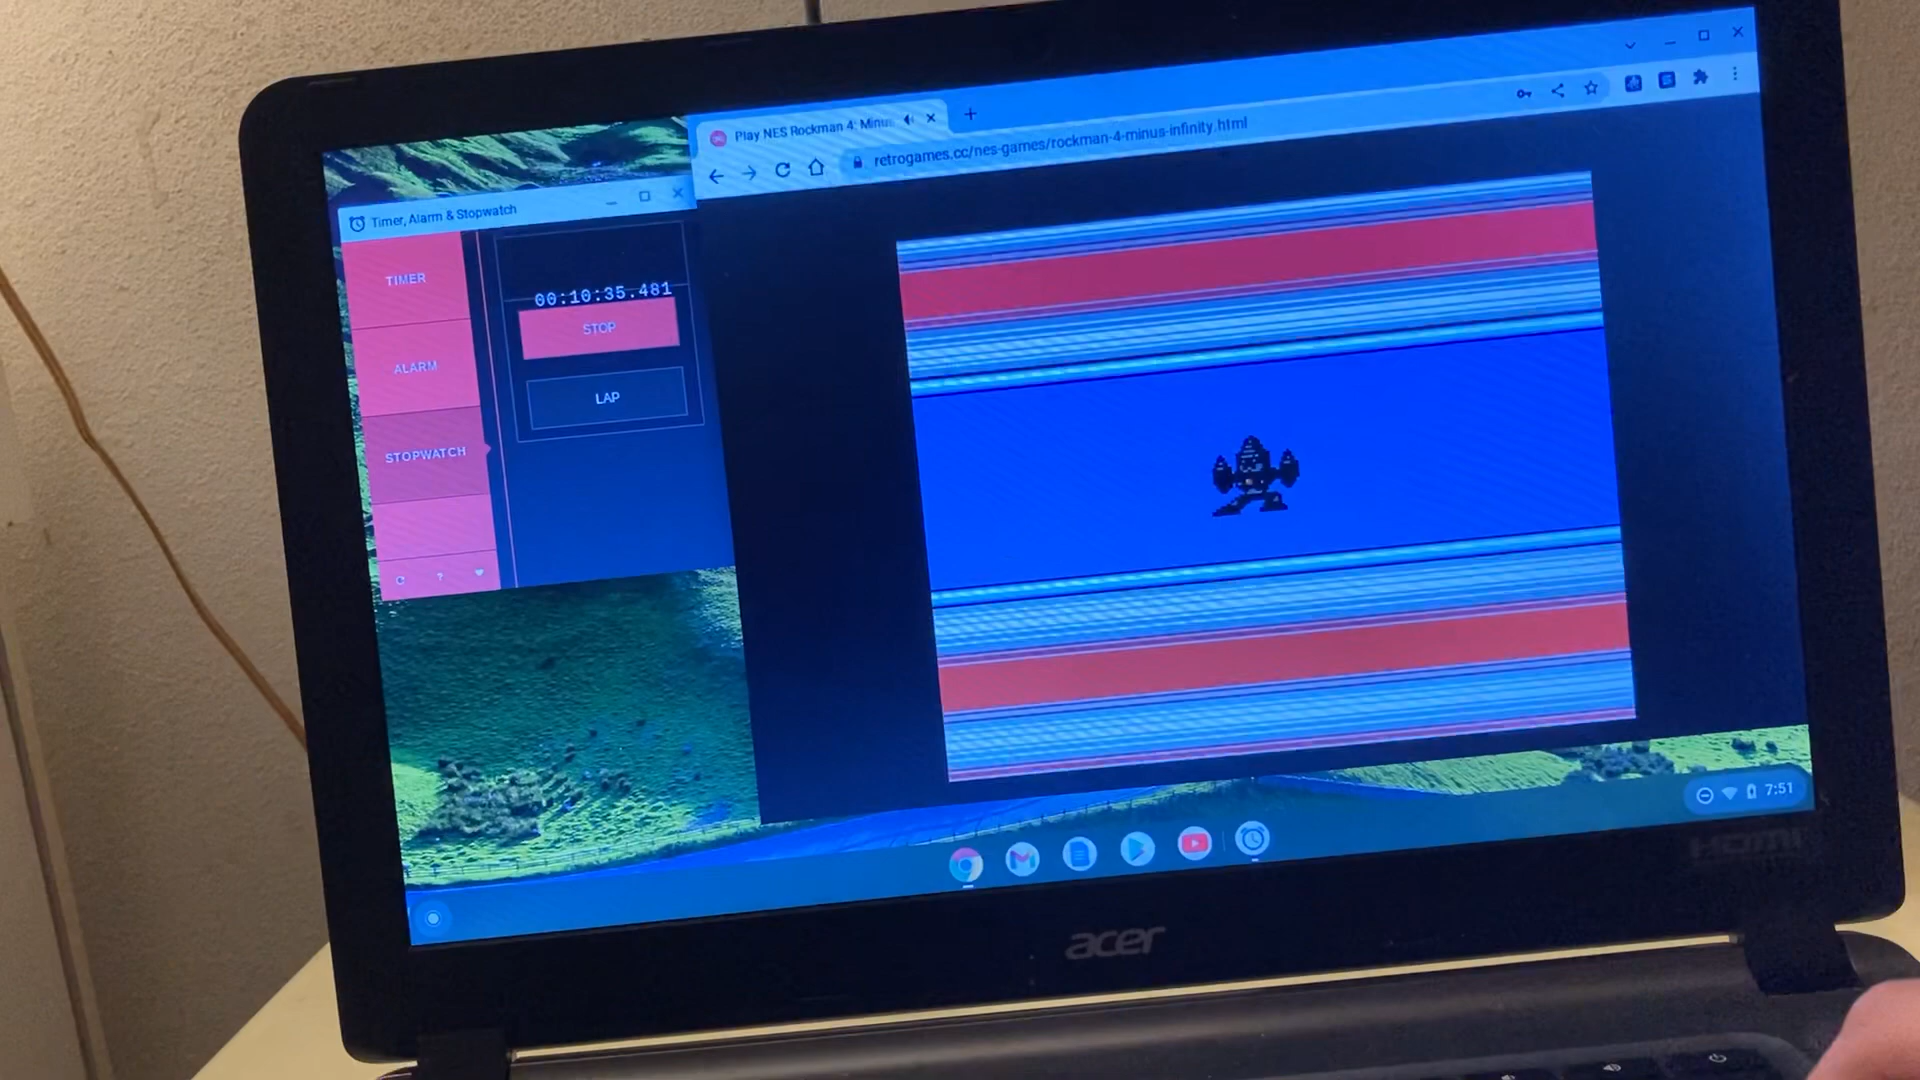 Play NES Rockman 4: Minus
retrogames.cc/nes-games/rockman-4-minus-infinity.html
Timer, Alarm & Stopwatch
TIMER
ALARM
STOPWATCH
?
00:10:35.481
STOP
LAP
7:51
HDMI
acer